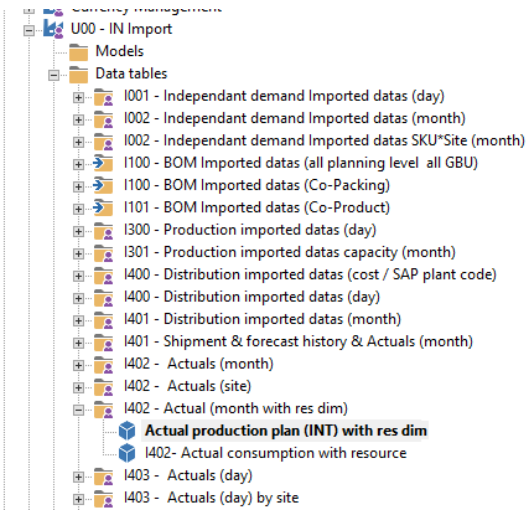 Currency Management
U00 - IN Import
Models
Data tables
I001 - Independant demand Imported datas (day)
I002 - Independant demand Imported datas (month)
I002 - Independant demand Imported datas SKU*Site (month)
I100 - BOM Imported datas (all planning level  all GBU)
I100 - BOM Imported datas (Co-Packing)
I101 - BOM Imported datas (Co-Product)
I300 - Production imported datas (day)
I301 - Production imported datas capacity (month)
I400 - Distribution imported datas (cost / SAP plant code)
I400 - Distribution imported datas (day)
I401 - Distribution imported datas (month)
I401 - Shipment & forecast history & Actuals (month)
I402 -  Actuals (month)
I402 -  Actuals (site)
I402 - Actual (month with res dim)
Actual production plan (INT) with res dim
I402- Actual consumption with resource
I403 -  Actuals (day)
I403 -  Actuals (day) by site